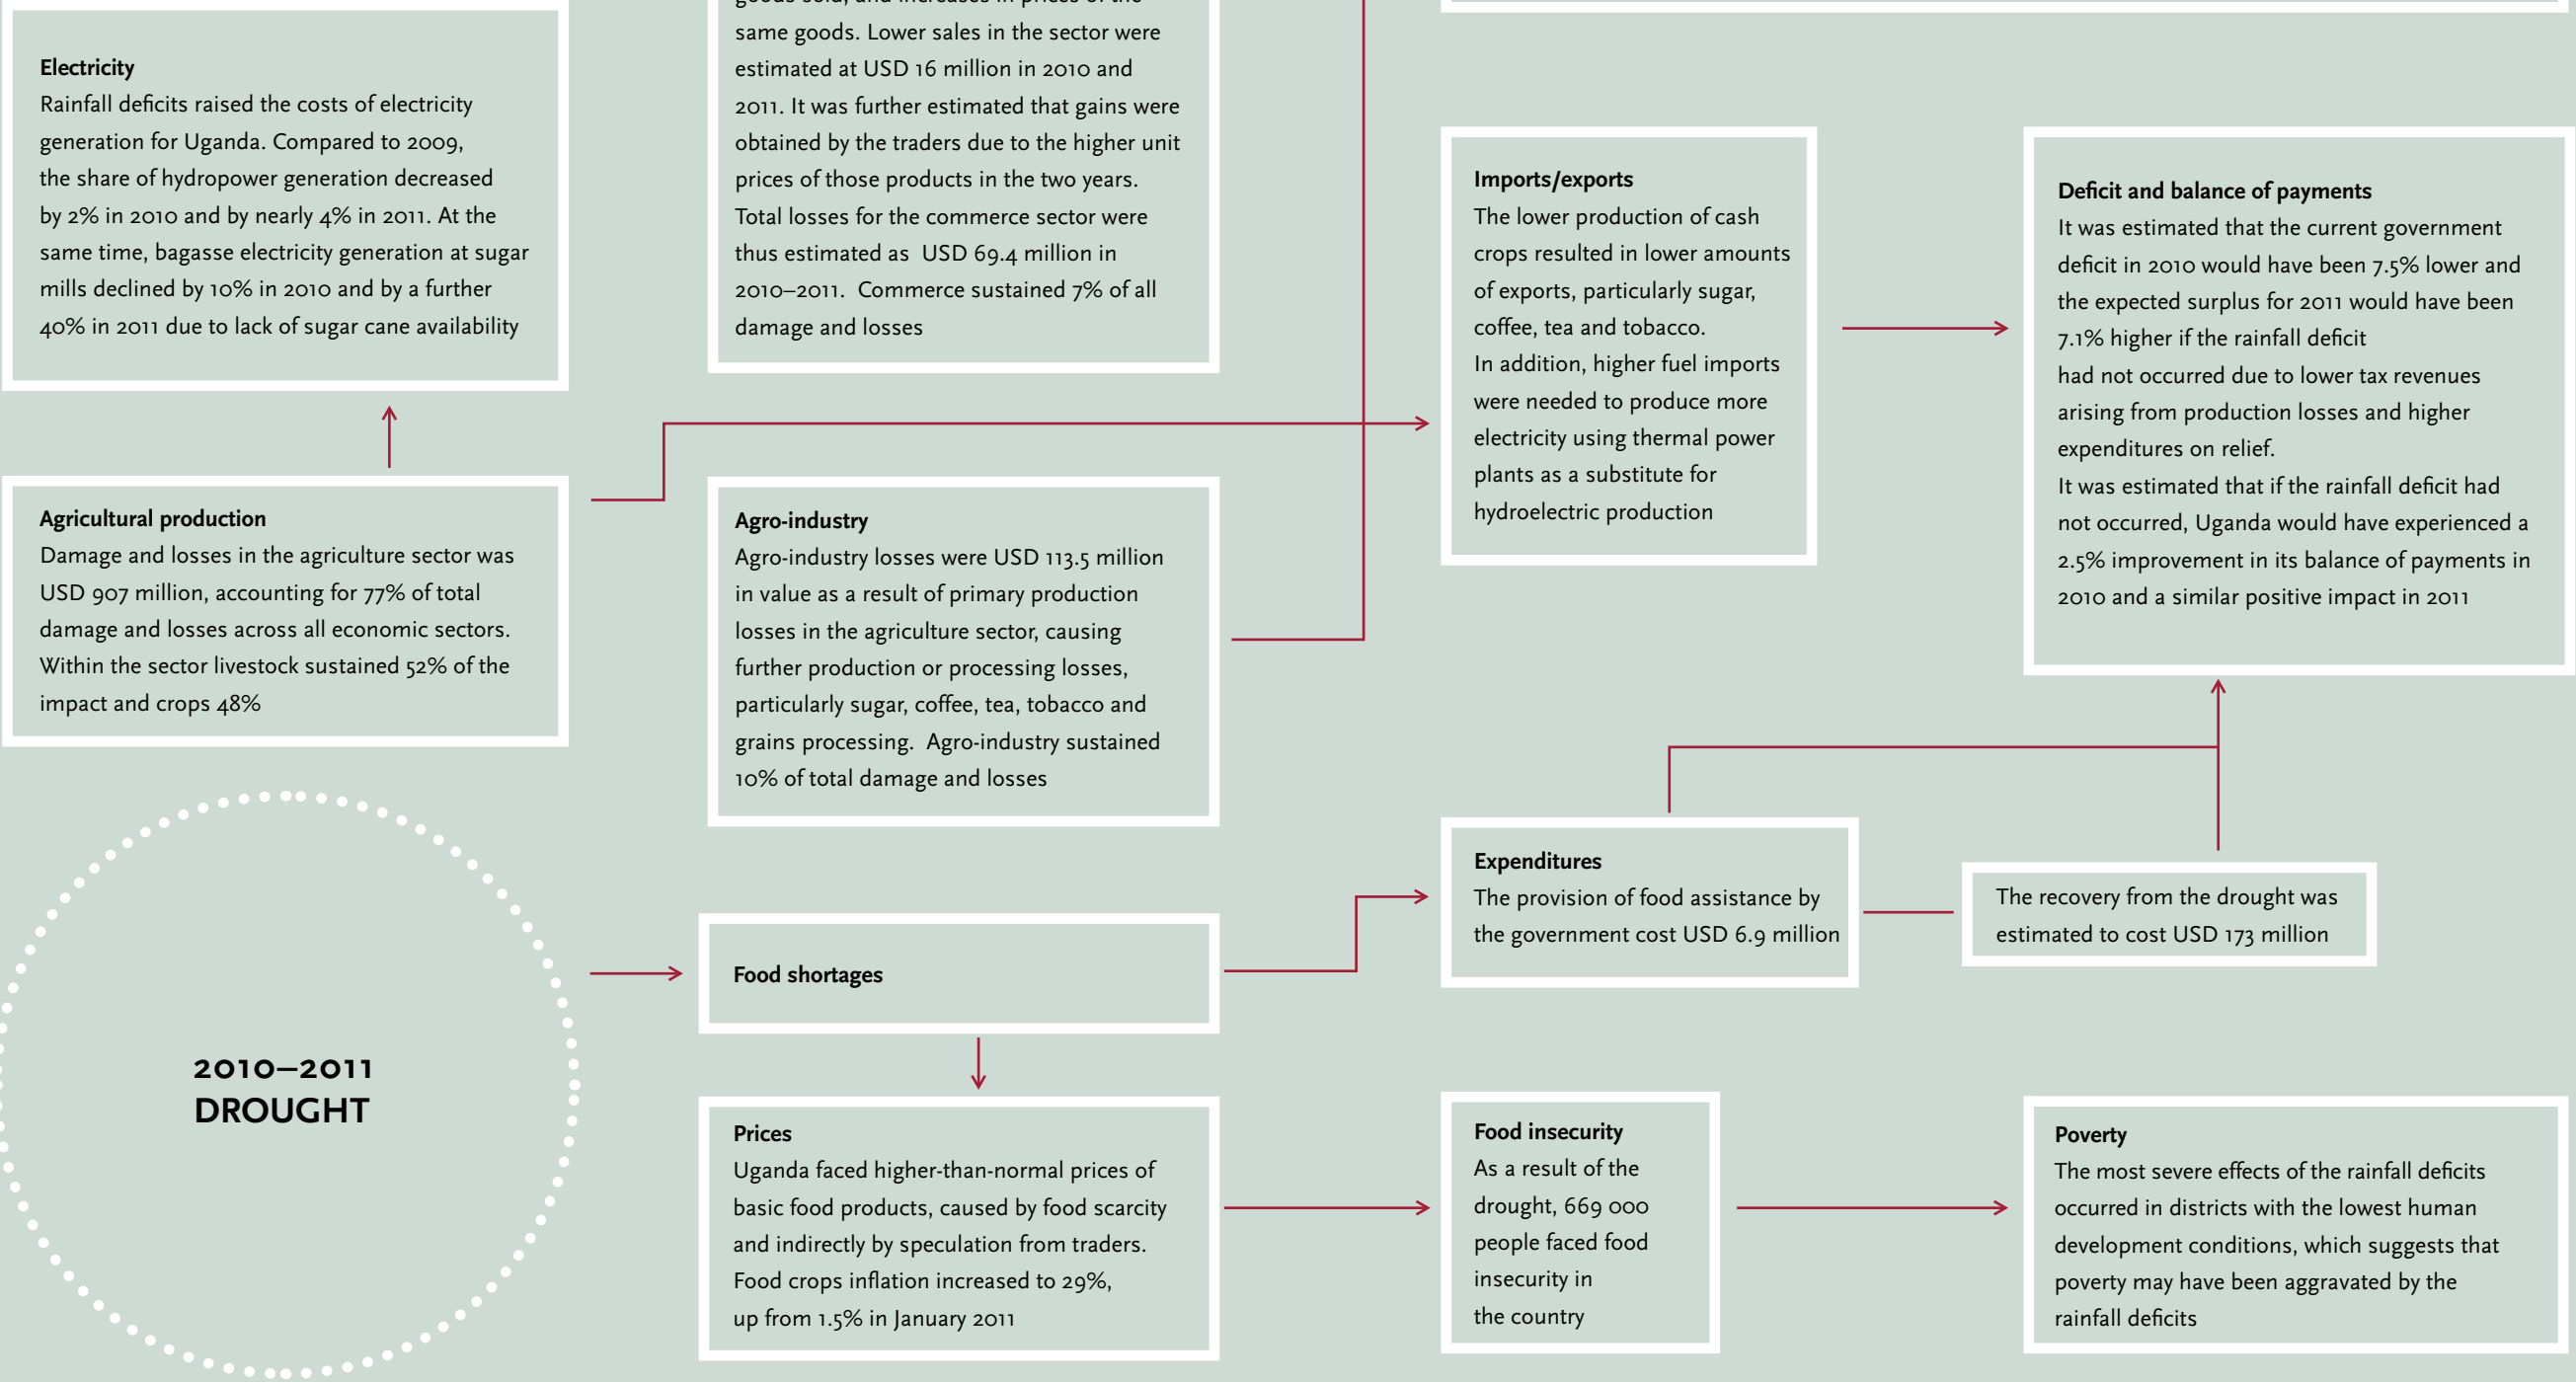 Electricity
Rainfall deficits raised the costs of electricity
generation for Uganda. Compared to 2009,
the share of hydropower generation decreased
by 2% in 2010 and by nearly 4% in 2011. At the
same time, bagasse electricity generation at sugar
mills declined by 10% in 2010 and by a further
40% in 2011 due to lack of sugar cane availability
goods sold, and increases in prices of the
same goods. Lower sales in the sector were
estimated at USD 16 million in 2010 and
2011. It was further estimated that gains were
obtained by the traders due to the higher unit
prices of those products in the two years.
Total losses for the commerce sector were
thus estimated as  USD 69.4 million in
2010–2011.  Commerce sustained 7% of all
damage and losses
Imports/exports
The lower production of cash
crops resulted in lower amounts
of exports, particularly sugar,
coffee, tea and tobacco.
In addition, higher fuel imports
were needed to produce more
electricity using thermal power
plants as a substitute for
hydroelectric production
Deficit and balance of payments
It was estimated that the current government
deficit in 2010 would have been 7.5% lower and
the expected surplus for 2011 would have been
7.1% higher if the rainfall deficit
had not occurred due to lower tax revenues
arising from production losses and higher
expenditures on relief.
It was estimated that if the rainfall deficit had
not occurred, Uganda would have experienced a
2.5% improvement in its balance of payments in
2010 and a similar positive impact in 2011
Agricultural production
Damage and losses in the agriculture sector was
USD 907 million, accounting for 77% of total
damage and losses across all economic sectors.
Within the sector livestock sustained 52% of the
impact and crops 48%
Agro-industry
Agro-industry losses were USD 113.5 million
in value as a result of primary production
losses in the agriculture sector, causing
further production or processing losses,
particularly sugar, coffee, tea, tobacco and
grains processing.  Agro-industry sustained
10% of total damage and losses
Expenditures
The provision of food assistance by
the government cost USD 6.9 million
The recovery from the drought was
estimated to cost USD 173 million
Food shortages
2010–2011
DROUGHT
Prices
Uganda faced higher-than-normal prices of
basic food products, caused by food scarcity
and indirectly by speculation from traders.
Food crops inflation increased to 29%,
up from 1.5% in January 2011
Food insecurity
As a result of the
drought, 669 000
people faced food
insecurity in
the country
Poverty
The most severe effects of the rainfall deficits
occurred in districts with the lowest human
development conditions, which suggests that
poverty may have been aggravated by the
rainfall deficits